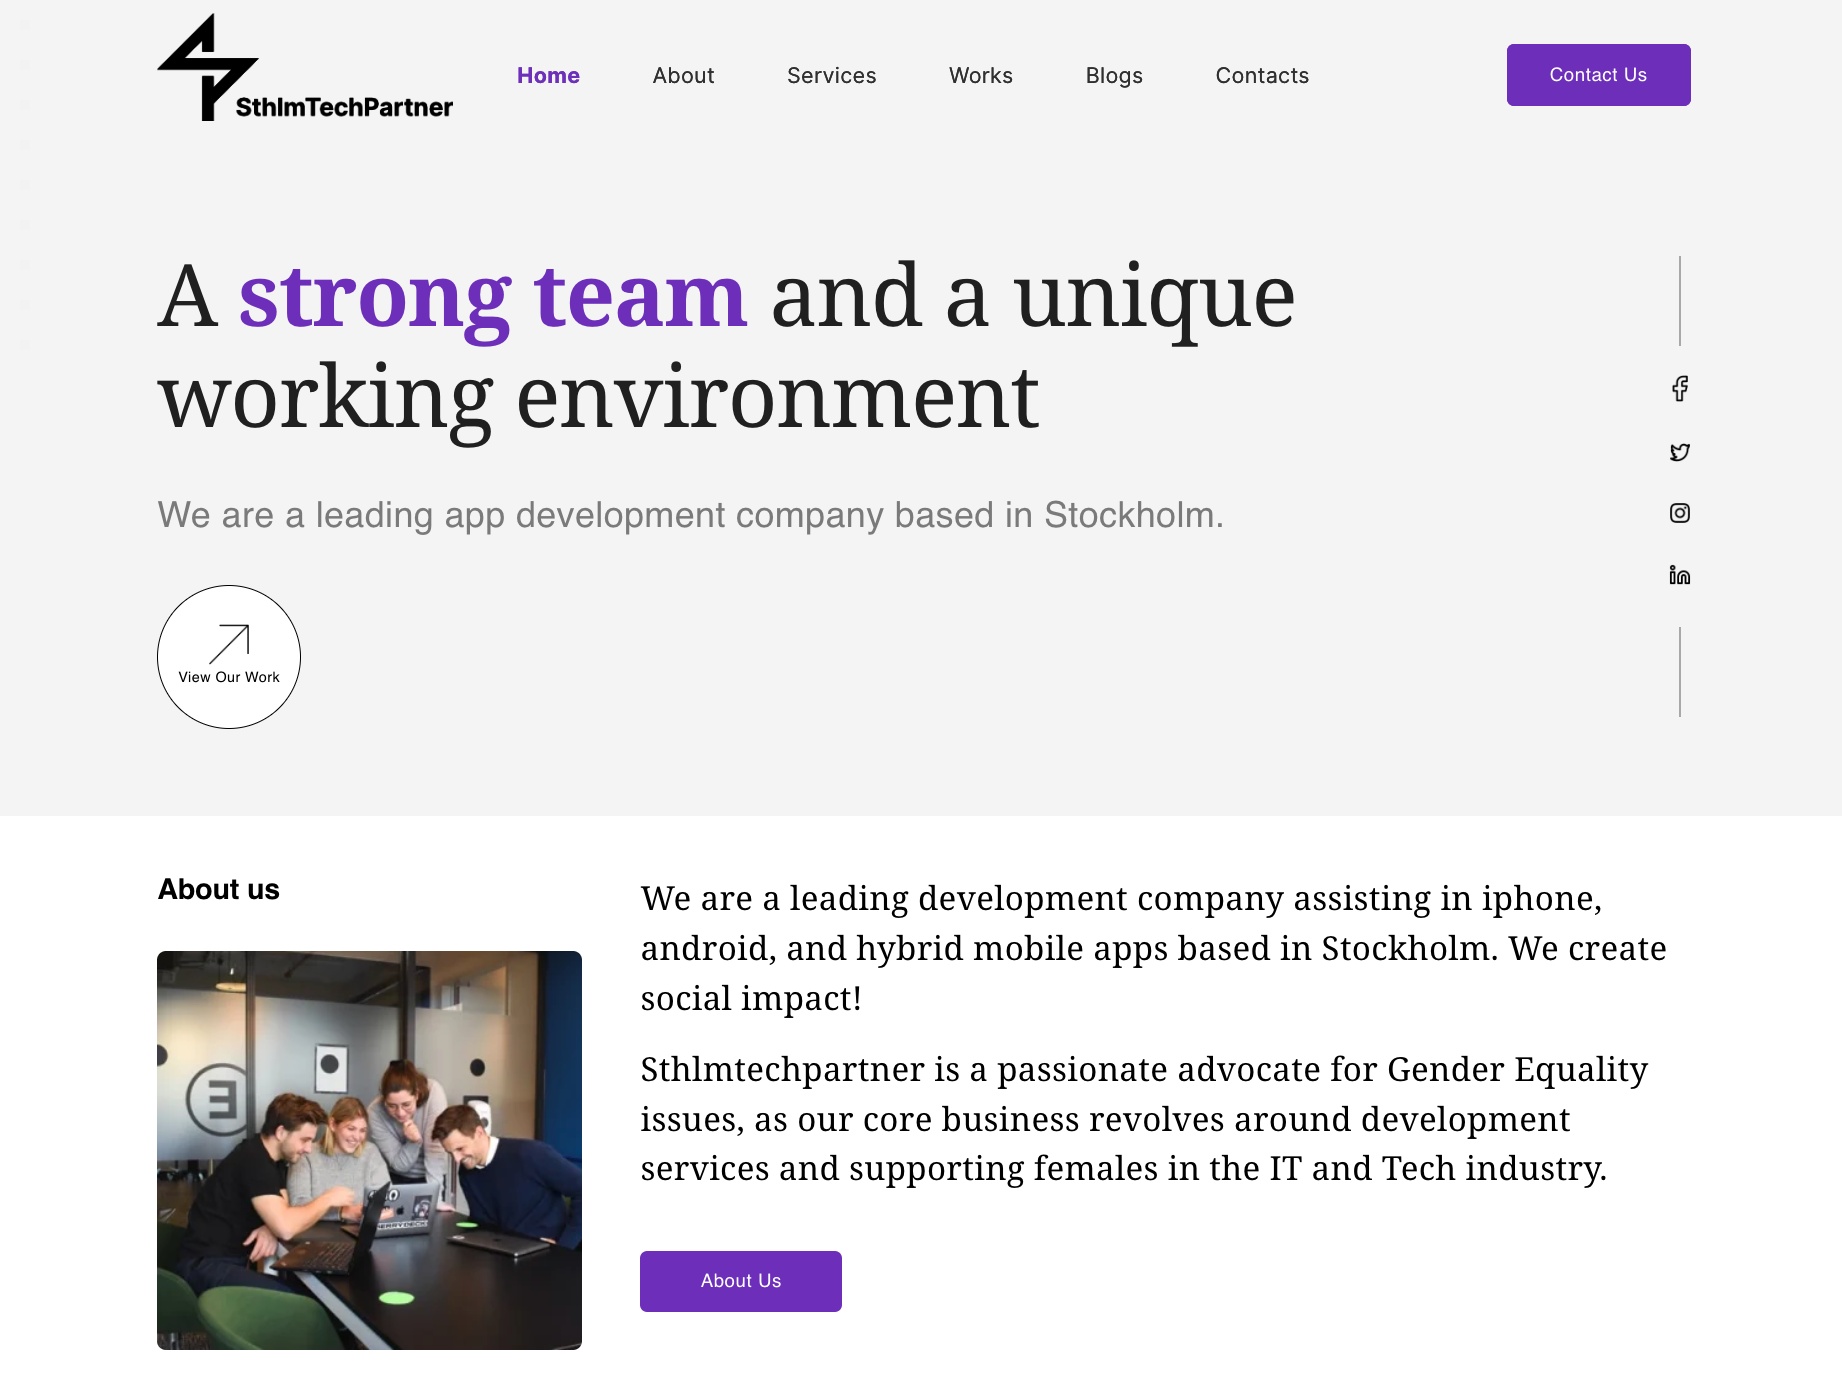 SthlmTechPartner
Home About Services Works Blogs Contacts
Contact Us
A strong team and a unique
working environment
We are a leading app development company based in Stockholm.
View Our Work
About us
We are a leading development company assisting in iphone,
android, and hybrid mobile apps based in Stockholm. We create
social impact!
Sthlmtechpartner is a passionate advocate for Gender Equality
issues, as our core business revolves around development
services and supporting females in the IT and Tech industry.
About Us